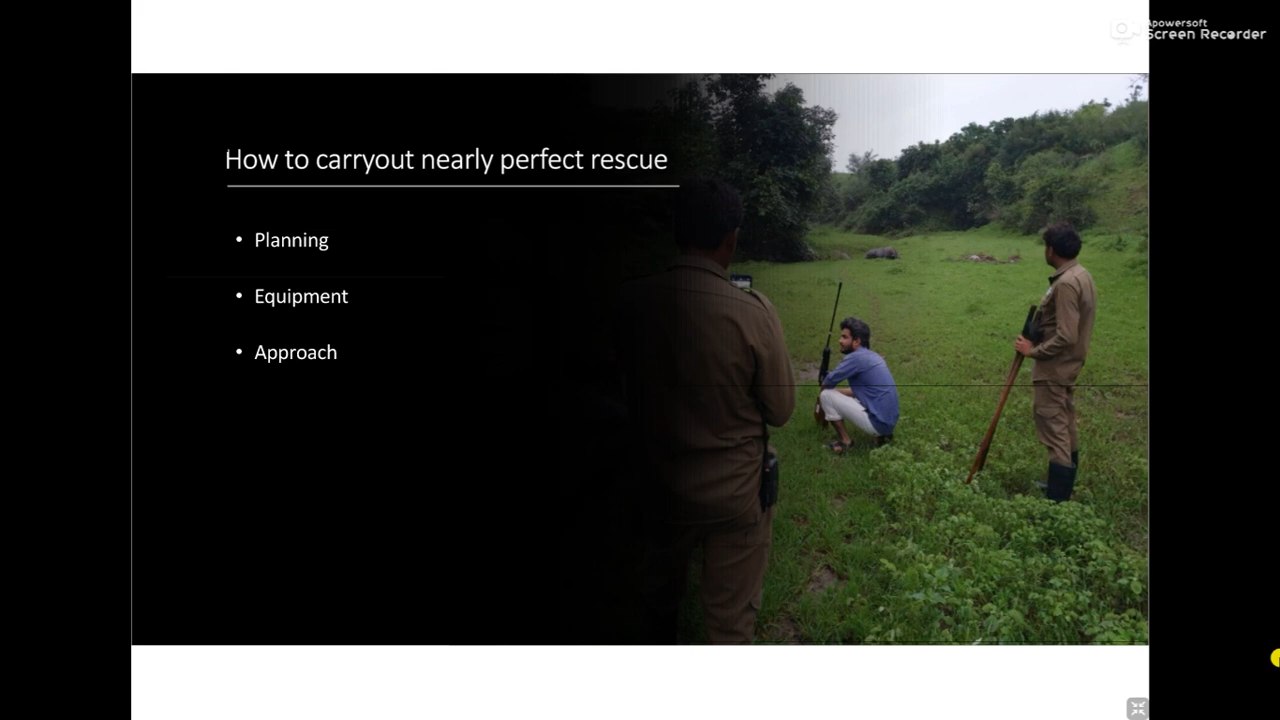 Apowersoft
Screen Recorder
How to carryout nearly perfect rescue
• Planning
• Equipment
• Approach